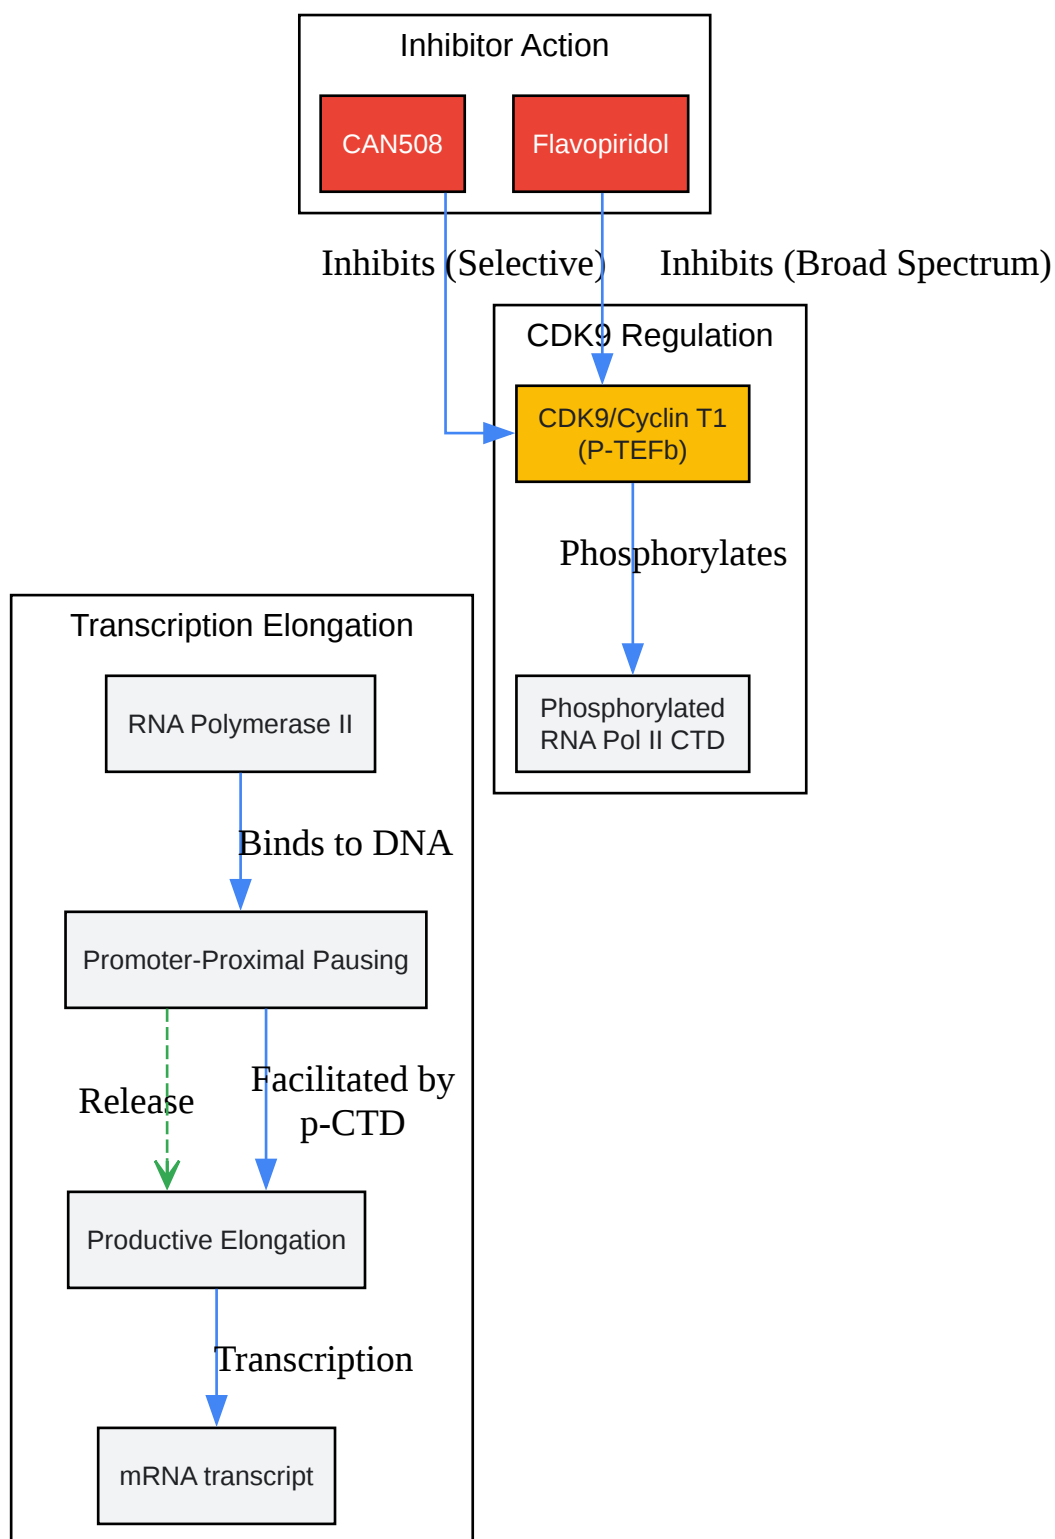 Inhibitor Action
CAN508
Flavopiridol
Inhibits (Selective)
Inhibits (Broad Spectrum)
CDK9 Regulation
CDK9/Cyclin T1
(P-TEFb)
Phosphorylates
Phosphorylated
RNA Pol II CTD
Transcription Elongation
RNA Polymerase II
Binds to DNA
Promoter-Proximal Pausing
Release
Facilitated by
p-CTD
Productive Elongation
Transcription
mRNA transcript